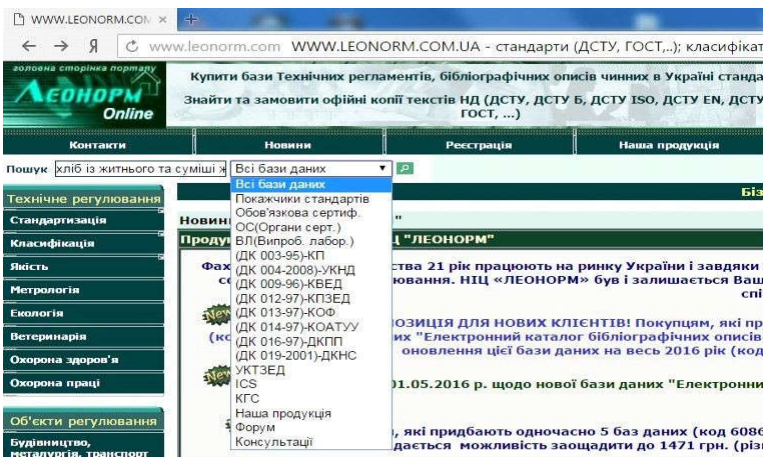 WWW.LEONORM.COM
www.leonorm.com WWW.LEONORM.COM.UA - стандарти (ДСТУ, ГОСТ,..); класифікат
головна сторінка порталу
ЛЕОНОРМ
Online
Купити бази Технічних регламентів, бібліографічних описів чинних в Україні станда
Знайти та замовити офіційні копії текстів НД (ДСТУ, ДСТУ Б, ДСТУ ISO, ДСТУ EN, ДСТУ
ГОСТ, ...)
Контакти Новини Реєстрація Наша продукція
Пошук хліб із житнього та суміші ж Всі бази даних
Всі бази даних
Покажчики стандартів
Обов'язкова сертиф.
ОС(Органи серт.)
ВЛ(Випроб. лабор.)
(ДК 003-95)-КП
(ДК 004-2008)-УКНД
(ДК 009-96)-КВЕД
(ДК 012-97)-КПЗЕД
(ДК 013-97)-КОФ
(ДК 014-97)-КОАТУУ
(ДК 016-97)-ДКПП
(ДК 019-2001)-ДКНС
УКТЗЕД
ICS
КГС
Наша продукція
Форум
Консультації
Технічне регулювання
Стандартизація
Класифікація
Якість
Метрологія
Екологія
Ветеринарія
Охорона здоров'я
Охорона праці
Об'єкти регулювання
Будівництво,
металургія, транспорт
Біз
Новин "
Проду Ц "ЛЕОНОРМ"
Фах ства 21 рік працюють на ринку України і завдяки
со ювання. НІЦ «ЛЕОНОРМ» був і залишається Ваш
спі
New ОЗИЦІЯ ДЛЯ НОВИХ КЛІЄНТІВ! Покупцям, які пр
(ко их "Електронний каталог бібліографічних описів
оновлення цієї бази даних на весь 2016 рік (код
New 01.05.2016 р. щодо нової бази даних "Електронни
, які придбають одночасно 5 баз даних (код 6086
дається можливість заощадити до 1471 грн. (різн